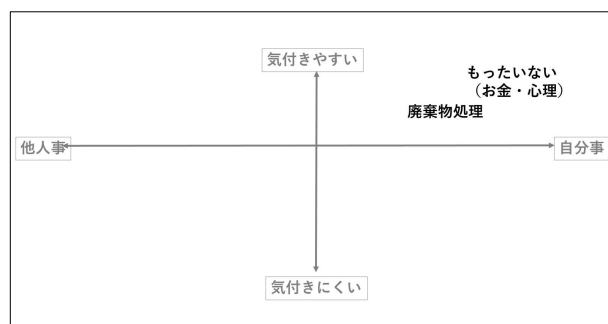 気付きやすい
もったいない
（お金・心理）
廃棄物処理
他人事
自分事
気付きにくい